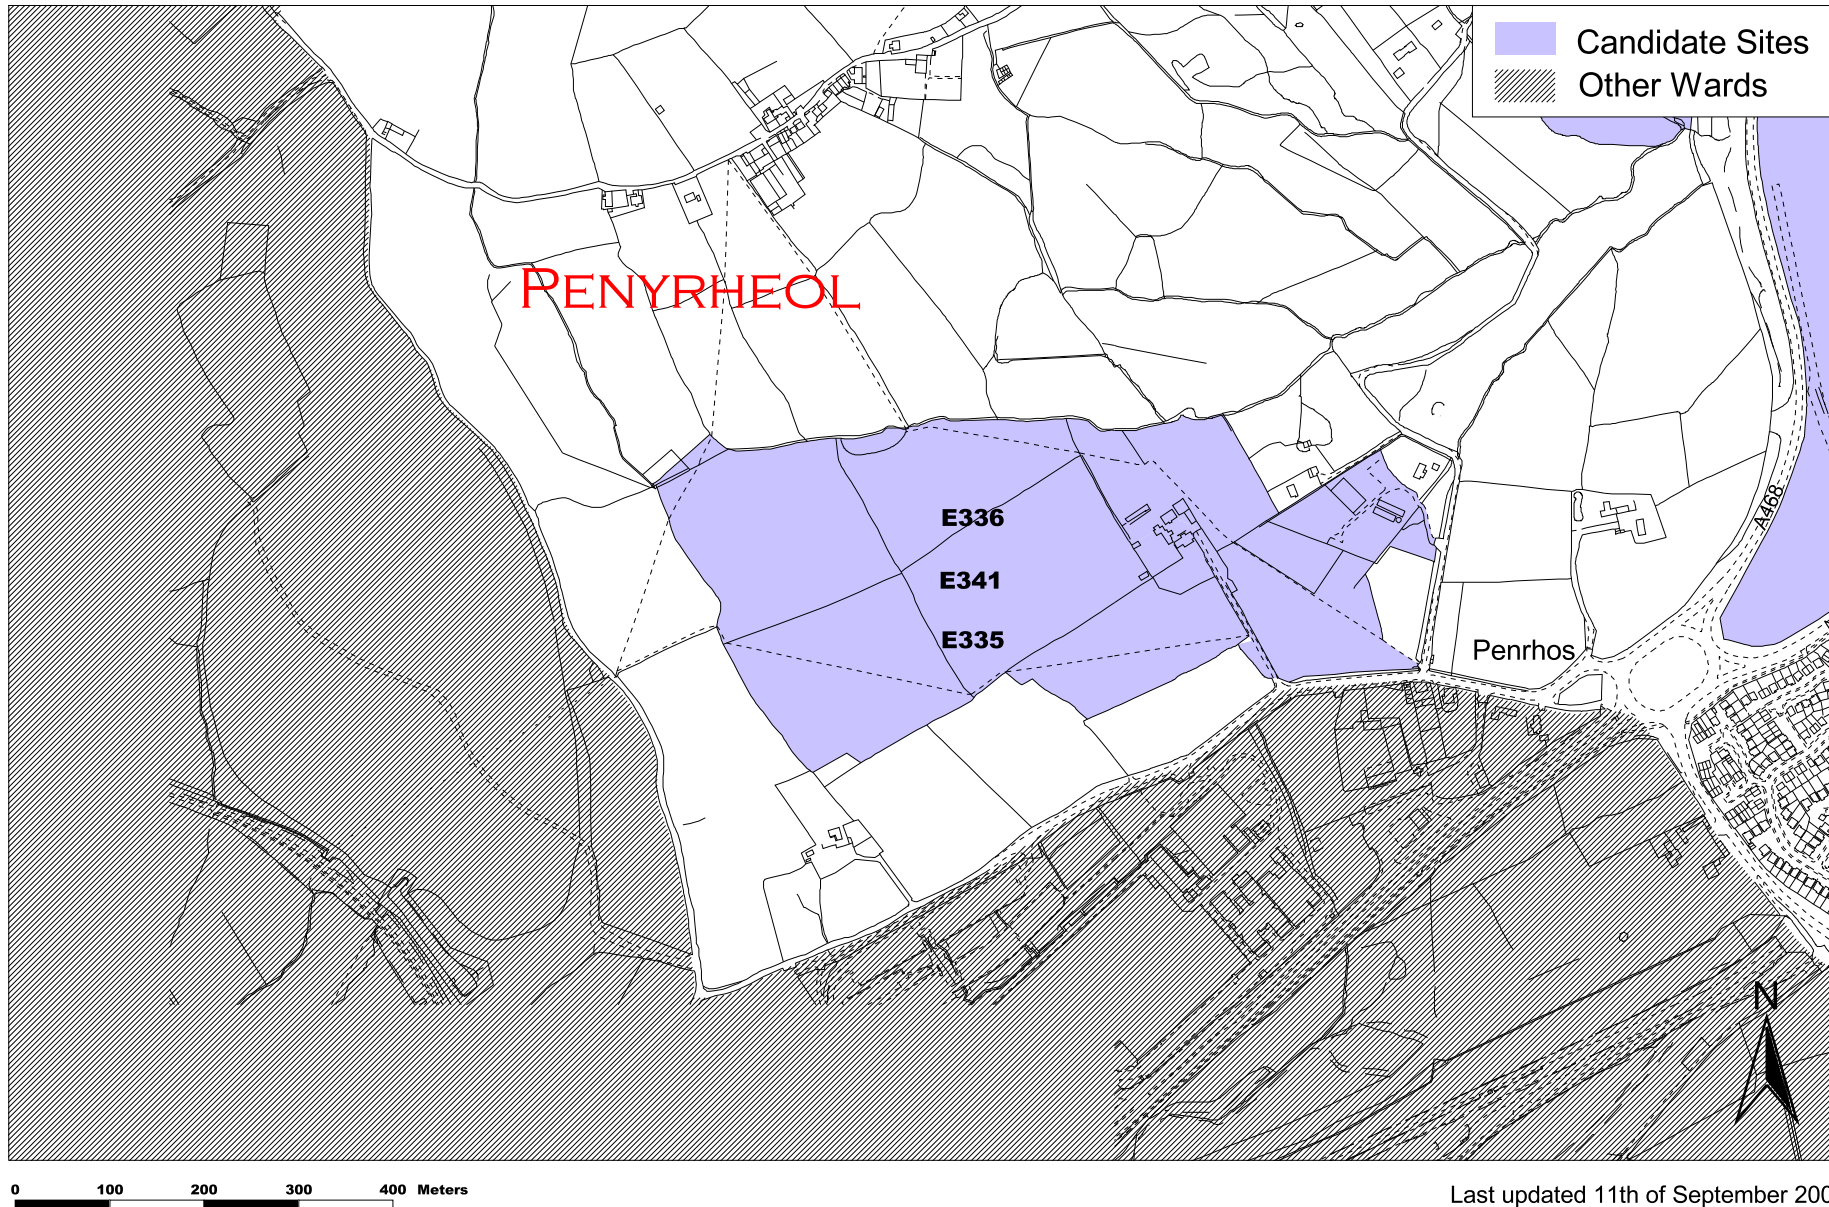 Candidate Sites
Other Wards
PENYRHEOL
A468
E336
E341
E335
Penrhos
N
0 100 200 300 400 Meters
Last updated 11th of September 200